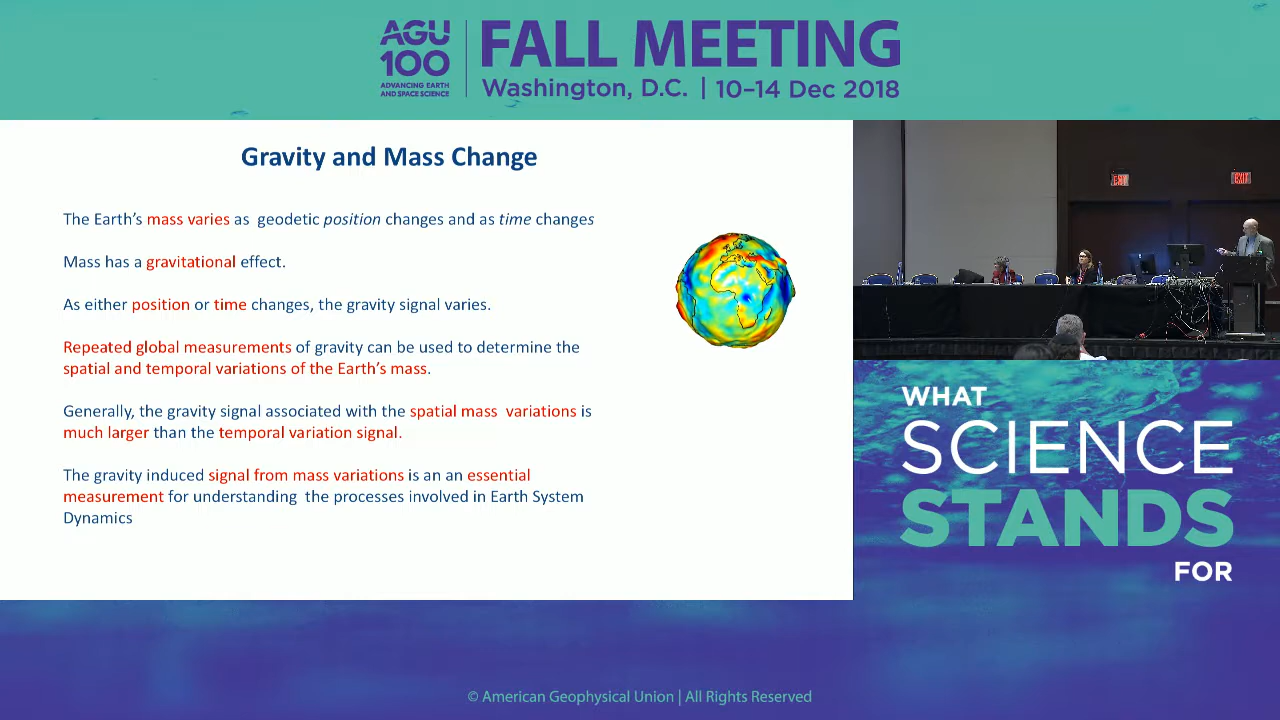 AGU
100
ADVANCING EARTH
AND SPACE SCIENCE
FALL MEETING
Washington, D.C. | 10–14 Dec 2018
Gravity and Mass Change
The Earth's mass varies as geodetic position changes and as time changes
Mass has a gravitational effect.
As either position or time changes, the gravity signal varies.
Repeated global measurements of gravity can be used to determine the
spatial and temporal variations of the Earth's mass.
Generally, the gravity signal associated with the spatial mass variations is
much larger than the temporal variation signal.
The gravity induced signal from mass variations is an an essential
measurement for understanding the processes involved in Earth System
Dynamics
EXIT
EXIT
WHAT
SCIENCE
STANDS
FOR
© American Geophysical Union | All Rights Reserved